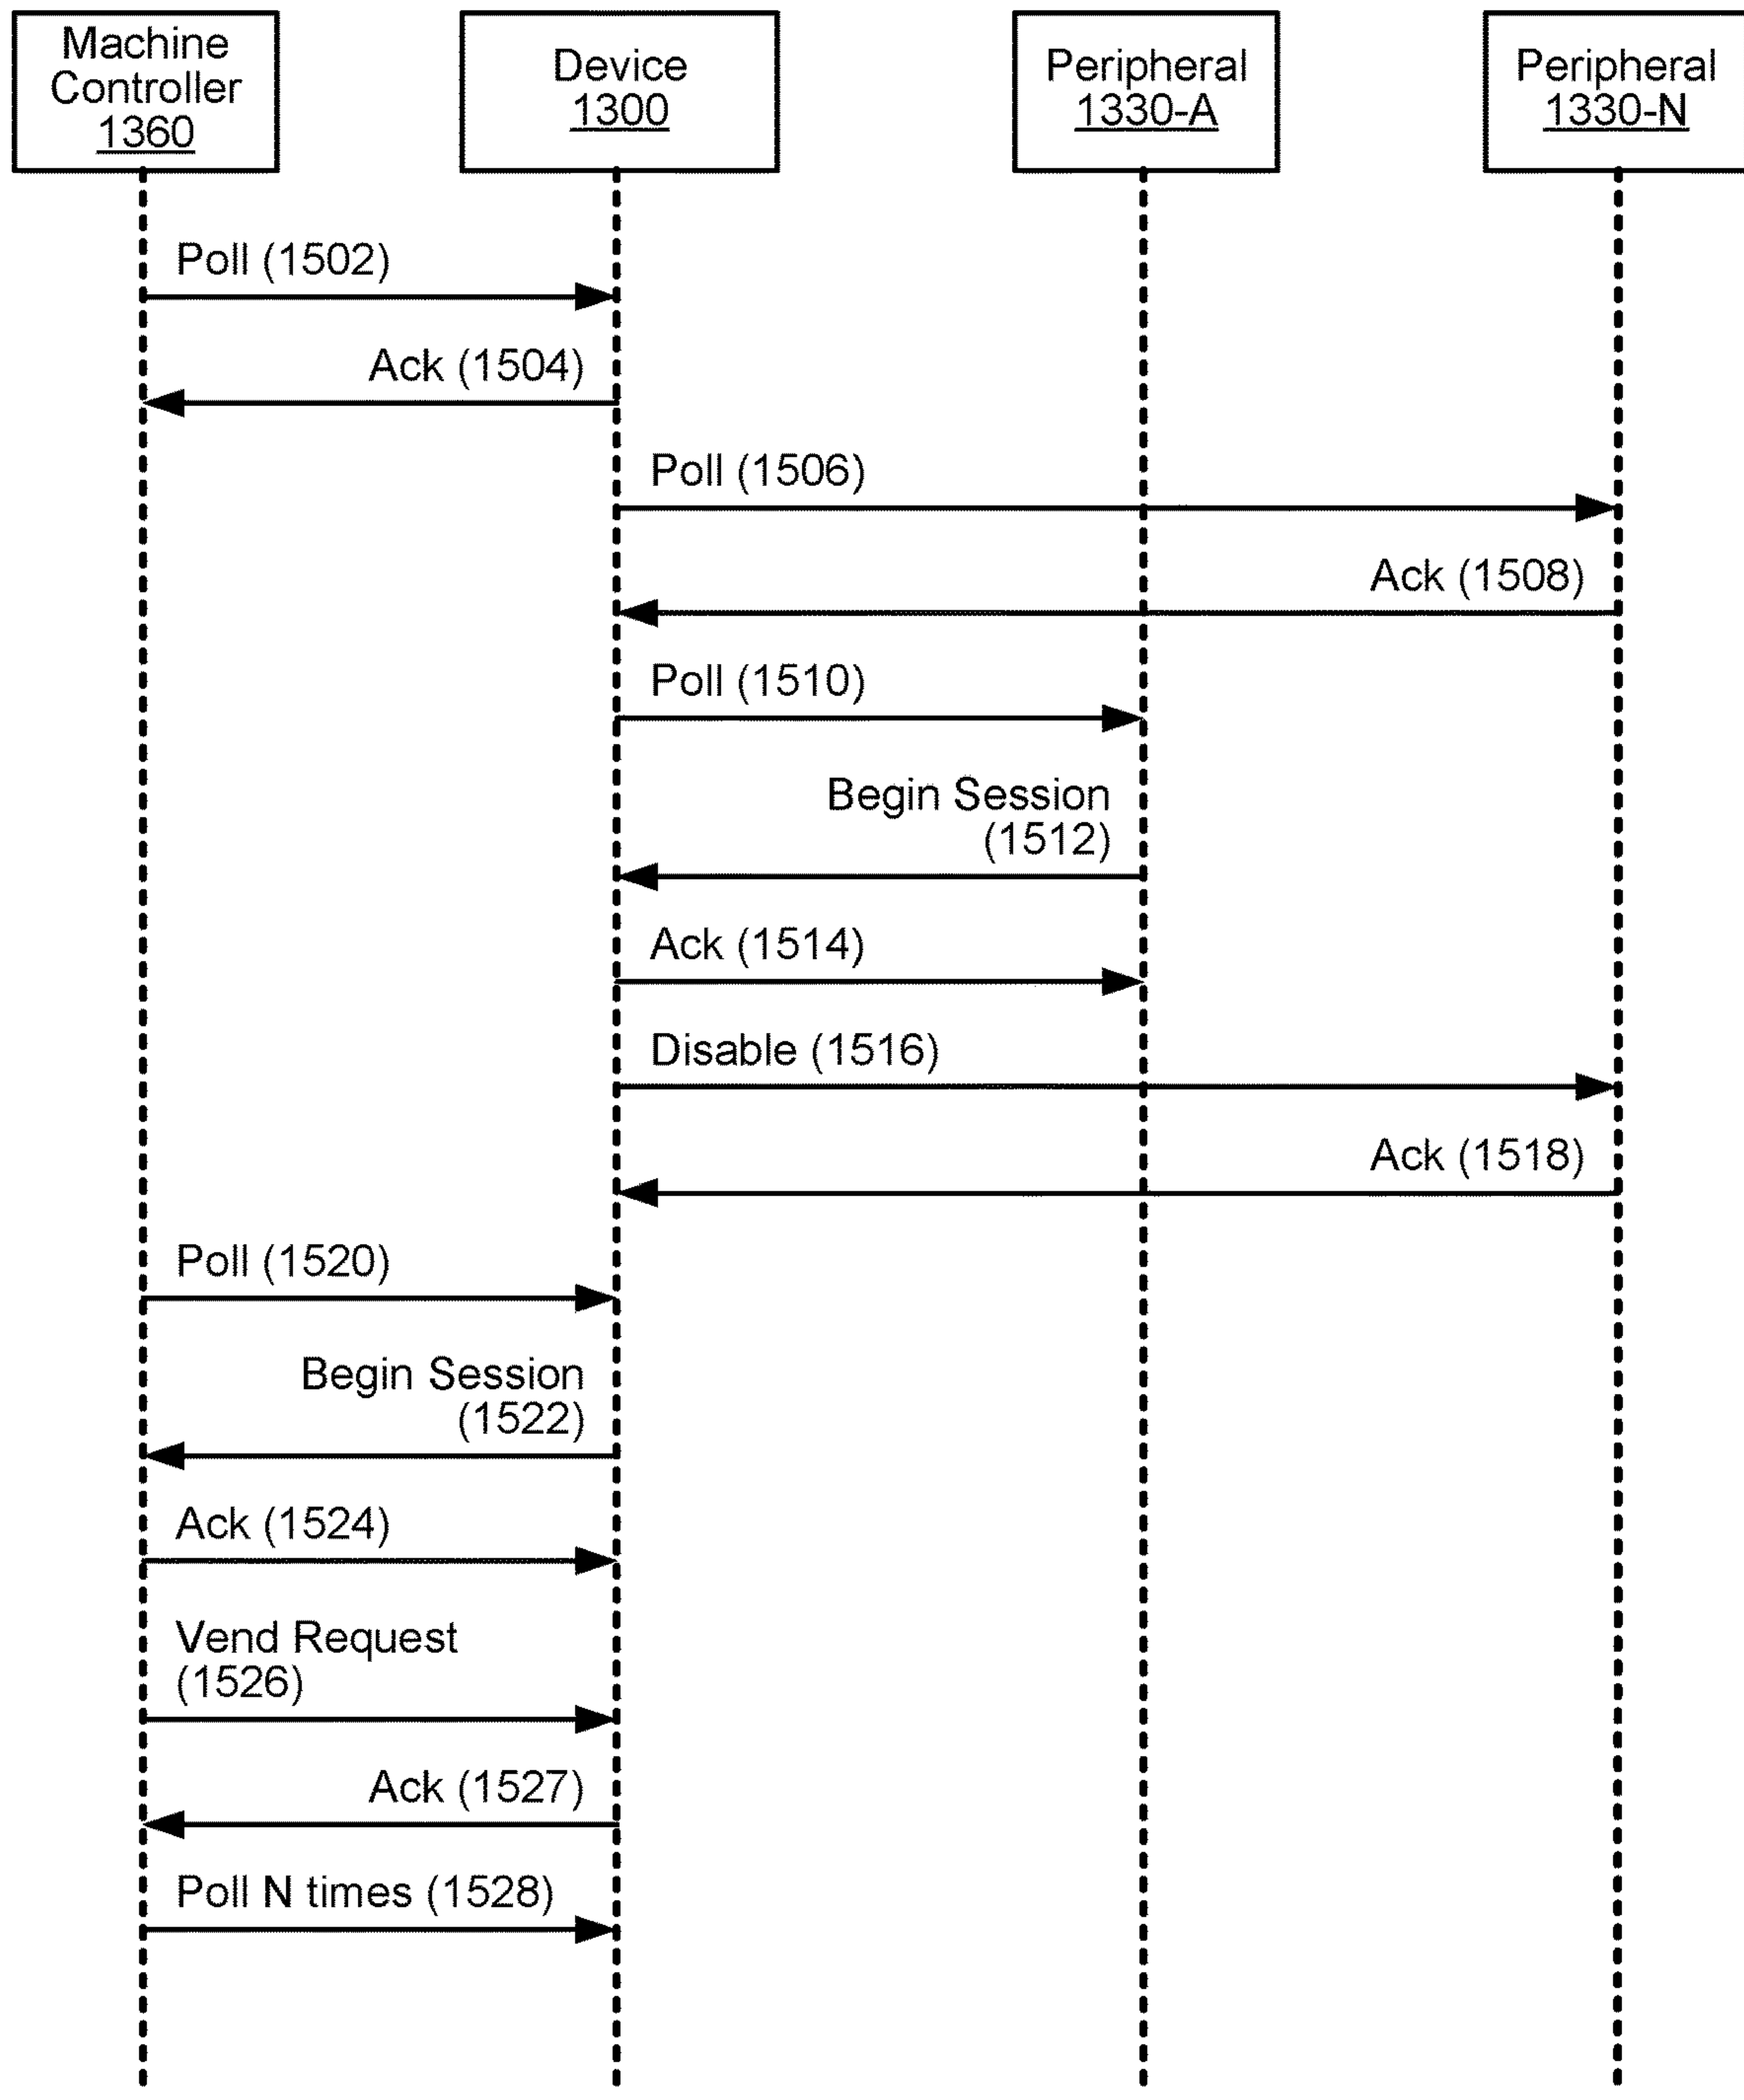 Machine
Controller
1360
Device
1300
Peripheral
1330-A
Peripheral
1330-N
Poll (1502)
Ack (1504)
Poll (1506)
Ack (1508)
Poll (1510)
Begin Session
(1512)
Ack (1514)
Disable (1516)
Ack (1518)
Poll (1520)
Begin Session
(1522)
Ack (1524)
Vend Request
(1526)
Ack (1527)
Poll N times (1528)